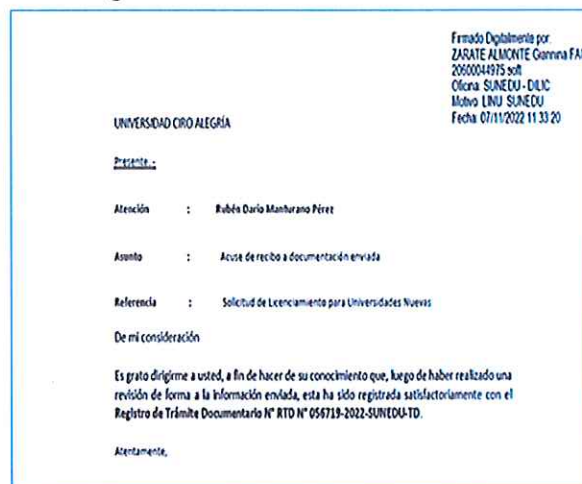 Firmado Digitalmente por:
ZARATE ALMONTE Giannina FAU
20600044975 soft
Oficina: SUNEDU - DILIC
Motivo: LINU SUNEDU
Fecha: 07/11/2022 11:33:20
UNIVERSIDAD CIRO ALEGRÍA
Presente.-
Atención : Rubén Darío Manturano Pérez
Asunto : Acuse de recibo a documentación enviada
Referencia : Solicitud de Licenciamiento para Universidades Nuevas
De mi consideración
Es grato dirigirme a usted, a fin de hacer de su conocimiento que, luego de haber realizado una
revisión de forma a la información enviada, esta ha sido registrada satisfactoriamente con el
Registro de Trámite Documentario N° RTD N° 056719-2022-SUNEDU-TD.
Atentamente,